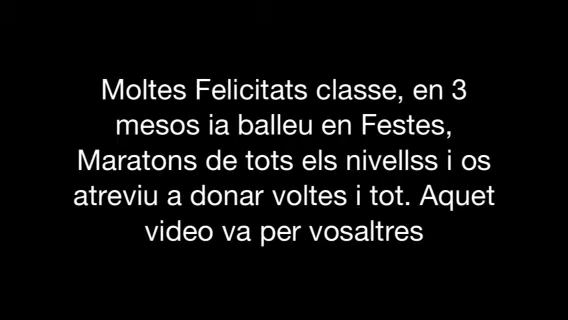 Moltes Felicitats classe, en 3
mesos ia balleu en Festes,
Maratons de tots els nivellss i os
atreviu a donar voltes i tot. Aquet
video va per vosaltres